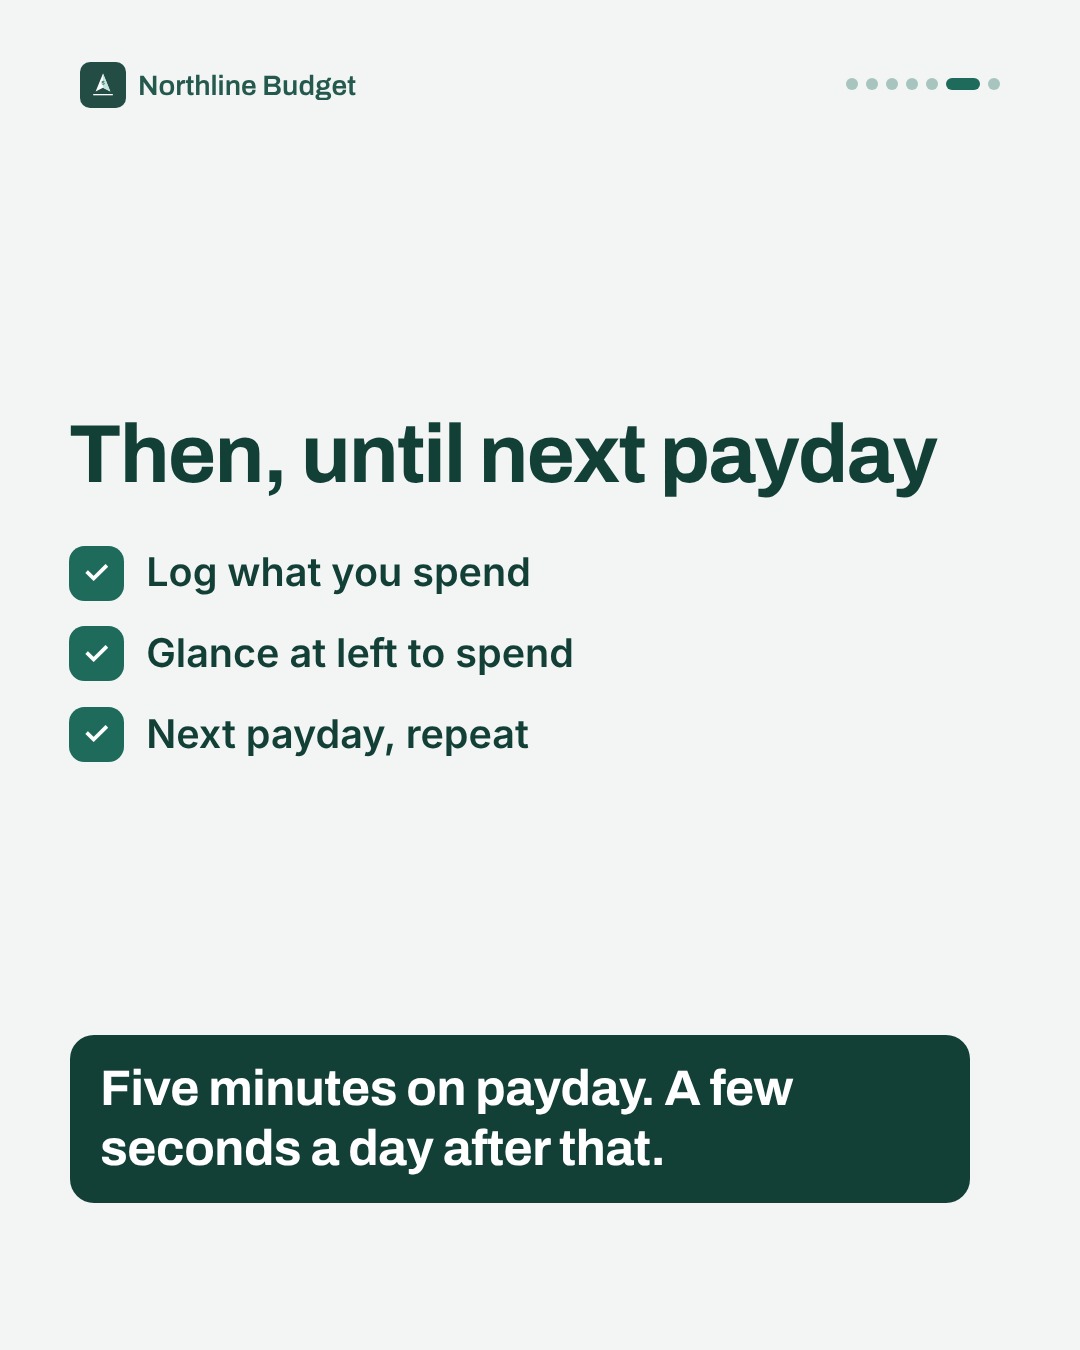 Northline Budget
Then, until next payday
Log what you spend
Glance at left to spend
Next payday, repeat
Five minutes on payday. A few
seconds a day after that.